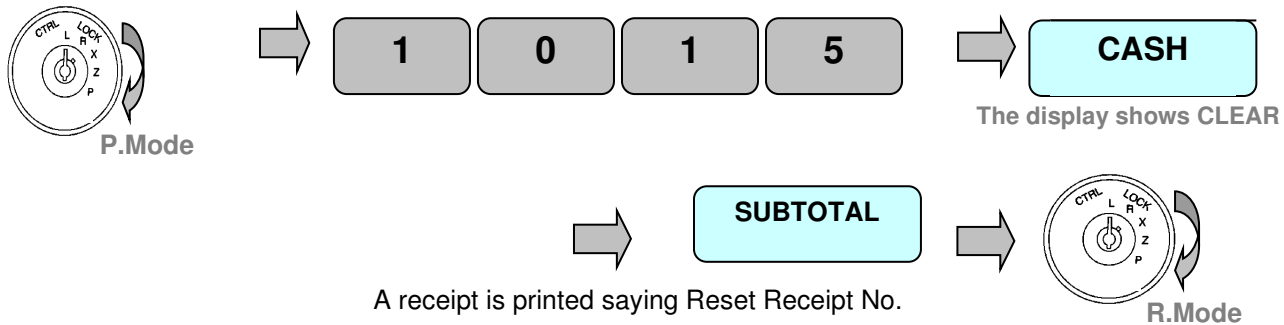 CTRL LOCK
L R X Z P
P.Mode
1 0 1 5
CASH
The display shows CLEAR
SUBTOTAL
A receipt is printed saying Reset Receipt No.
CTRL LOCK
L R X Z P
R.Mode